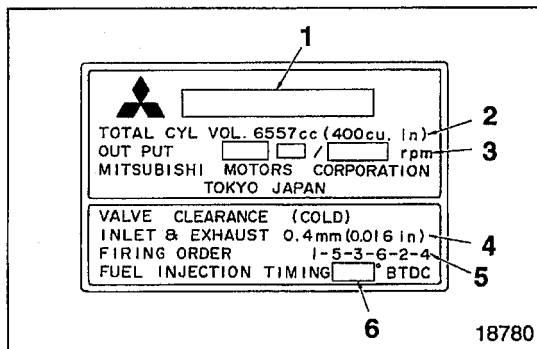 1
TOTAL CYL VOL. 6557cc (400cu, in) 2
OUT PUT / rpm 3
MITSUBISHI MOTORS CORPORATION
TOKYO JAPAN
VALVE CLEARANCE (COLD)
INLET & EXHAUST 0.4mm (0.016 in) 4
FIRING ORDER 1-5-3-6-2-4 5
FUEL INJECTION TIMING ° BTDC
6
18780